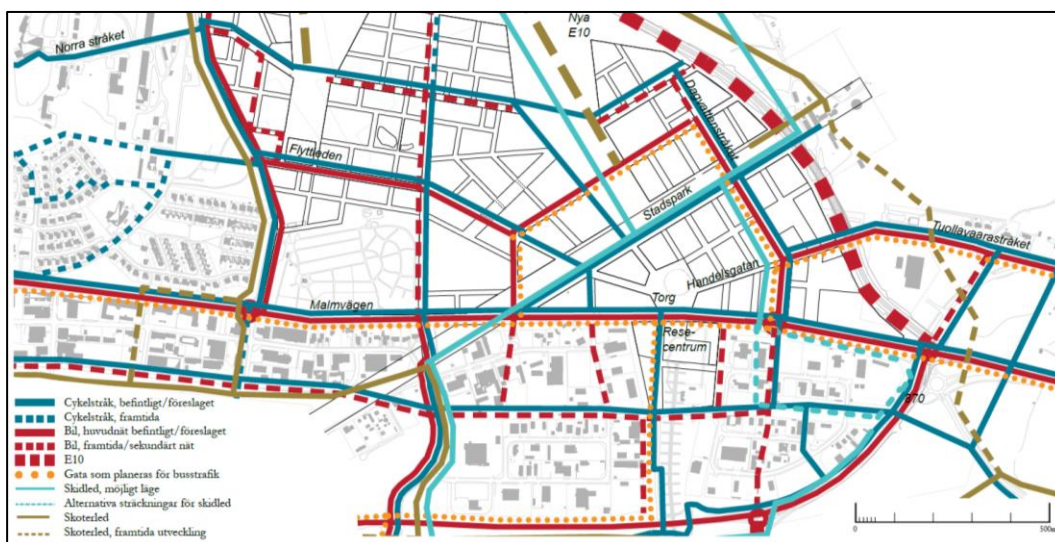 Norra stråket
Nya
E10
Dagvattenstråket
Flyttleden
Stadspark
Tuollavaarastråket
Handelsgatan
Malmvägen
Torg
Rese-
centrum
870
Cykelstråk, befintligt/föreslaget
Cykelstråk, framtida
Bil, huvudnät befintligt/föreslaget
Bil, framtida/sekundärt nät
E10
Gata som planeras för busstrafik
Skidled, möjligt läge
Alternativa sträckningar för skidled
Skoterled
Skoterled, framtida utveckling
0
500m